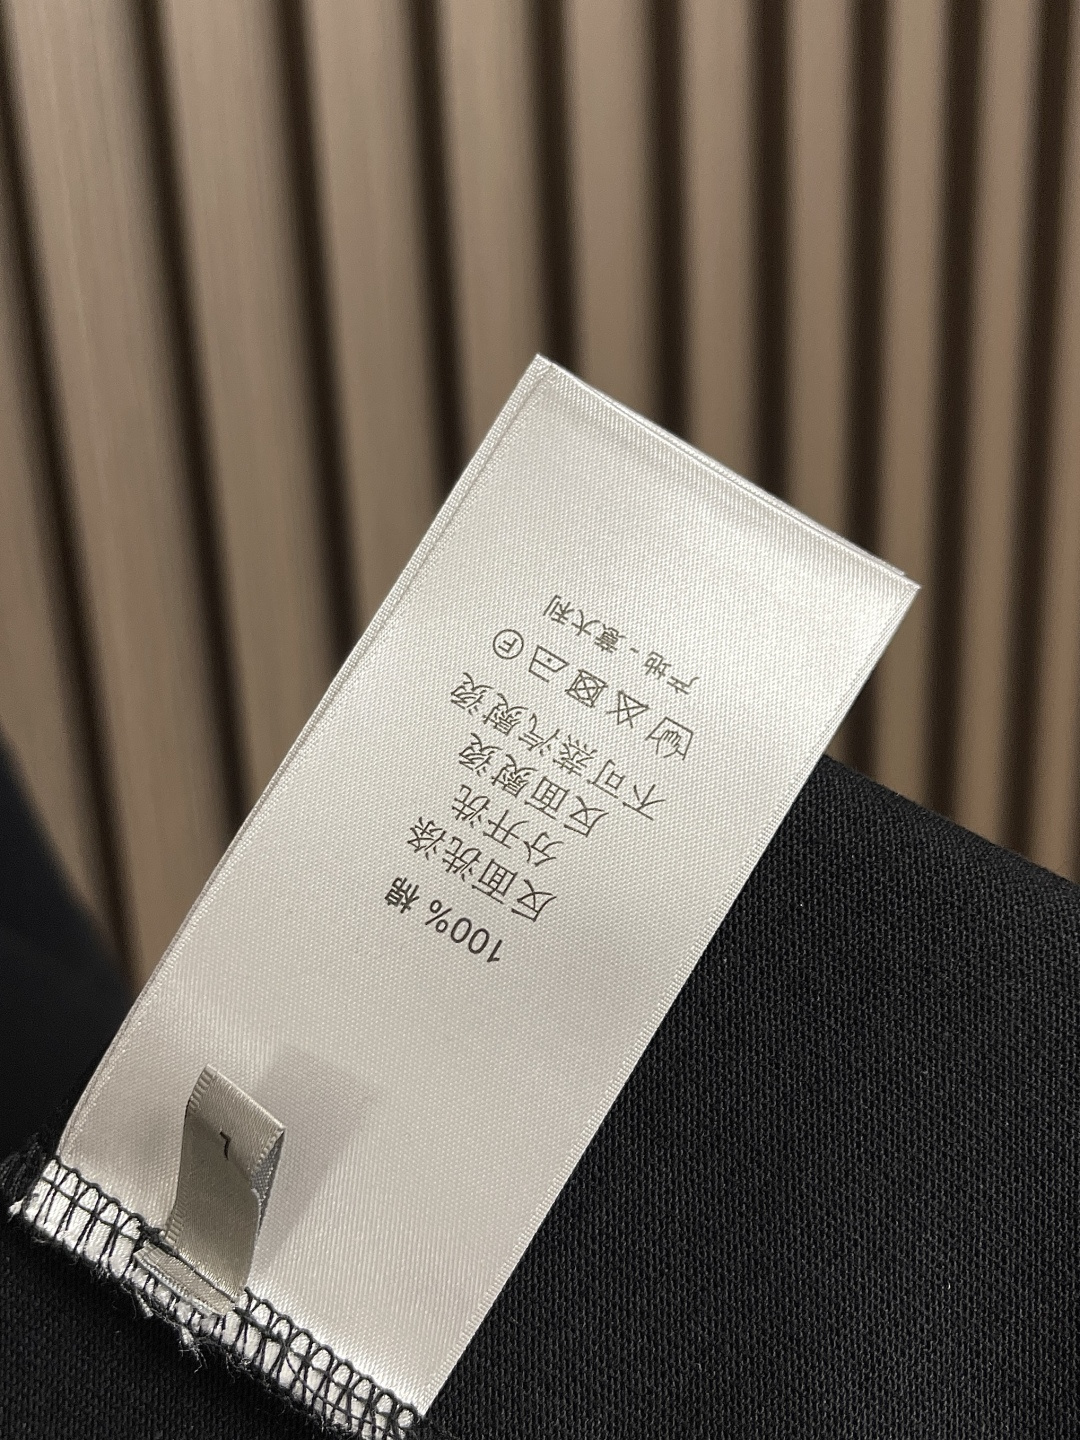 100% 棉
反面洗涤
分开洗
反面熨烫
不可蒸汽熨烫
F
产地 - 意大利
L